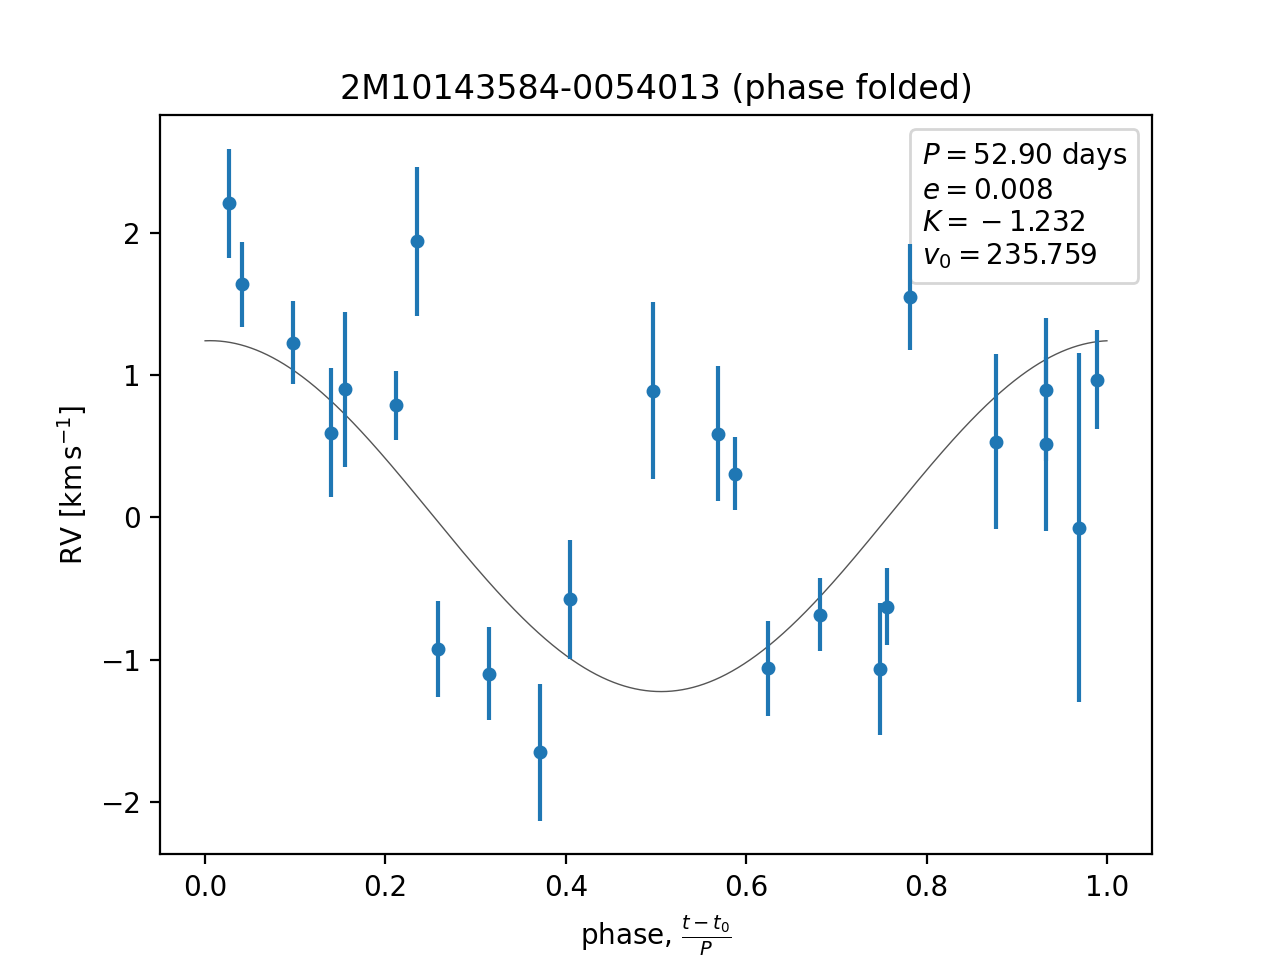 2M10143584-0054013 (phase folded)
P = 52.90 days
e = 0.008
K = −1.232
v₀ = 235.759
RV [km s⁻¹]
2
1
0
−1
−2
0.0 0.2 0.4 0.6 0.8 1.0
phase, (t − t₀)/P